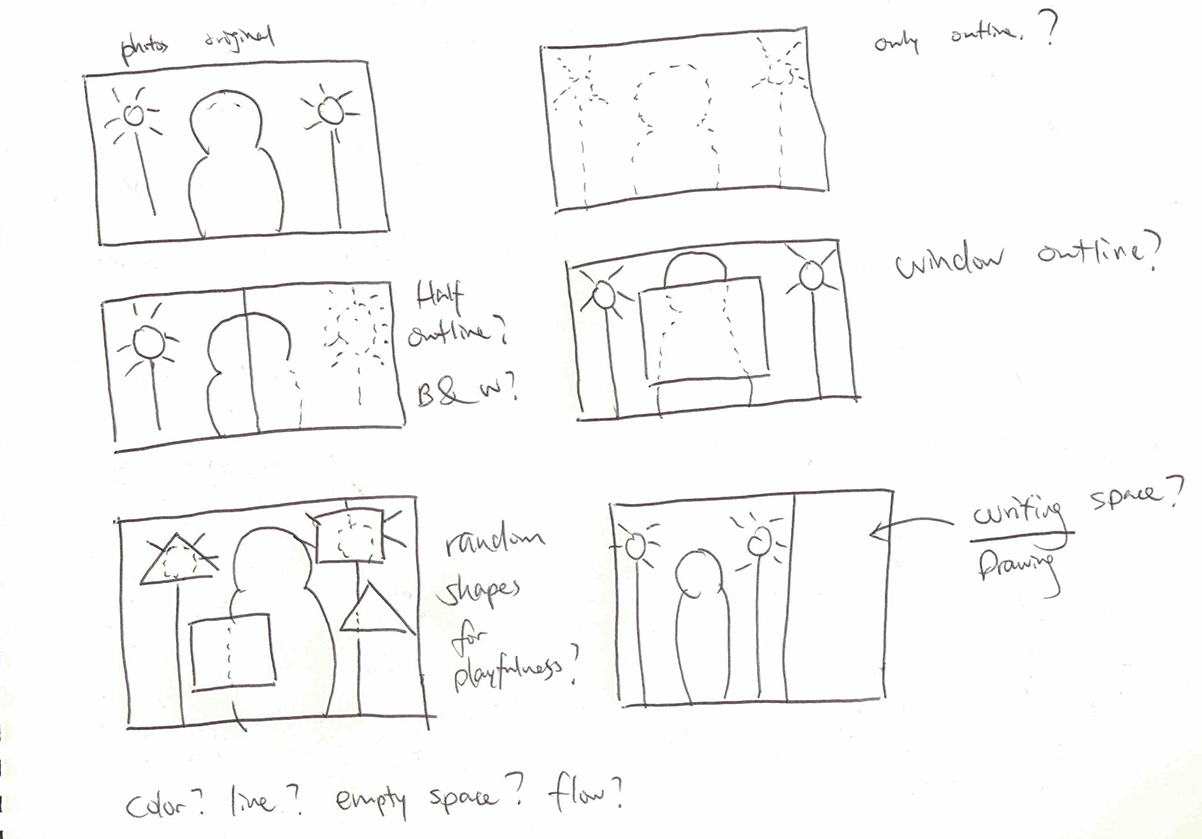 photos original
only outline. ?
Half
outline?
B & W?
window outline?
random
shapes
for
playfulness?
writing space?
Drawing
color? line? empty space? flow?